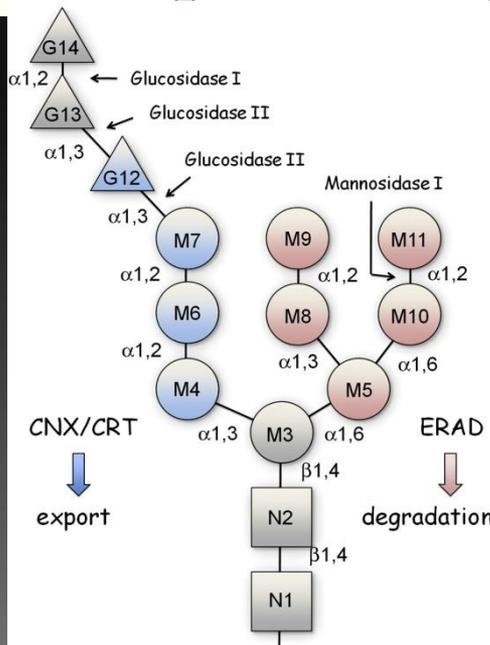 G14
α1,2
Glucosidase I
G13
Glucosidase II
α1,3
G12
Glucosidase II
Mannosidase I
α1,3
M7
M9
M11
α1,2
α1,2
α1,2
M6
M8
M10
α1,2
α1,3
α1,6
M4
M5
CNX/CRT
α1,3
M3
α1,6
ERAD
β1,4
export
N2
degradation
β1,4
N1